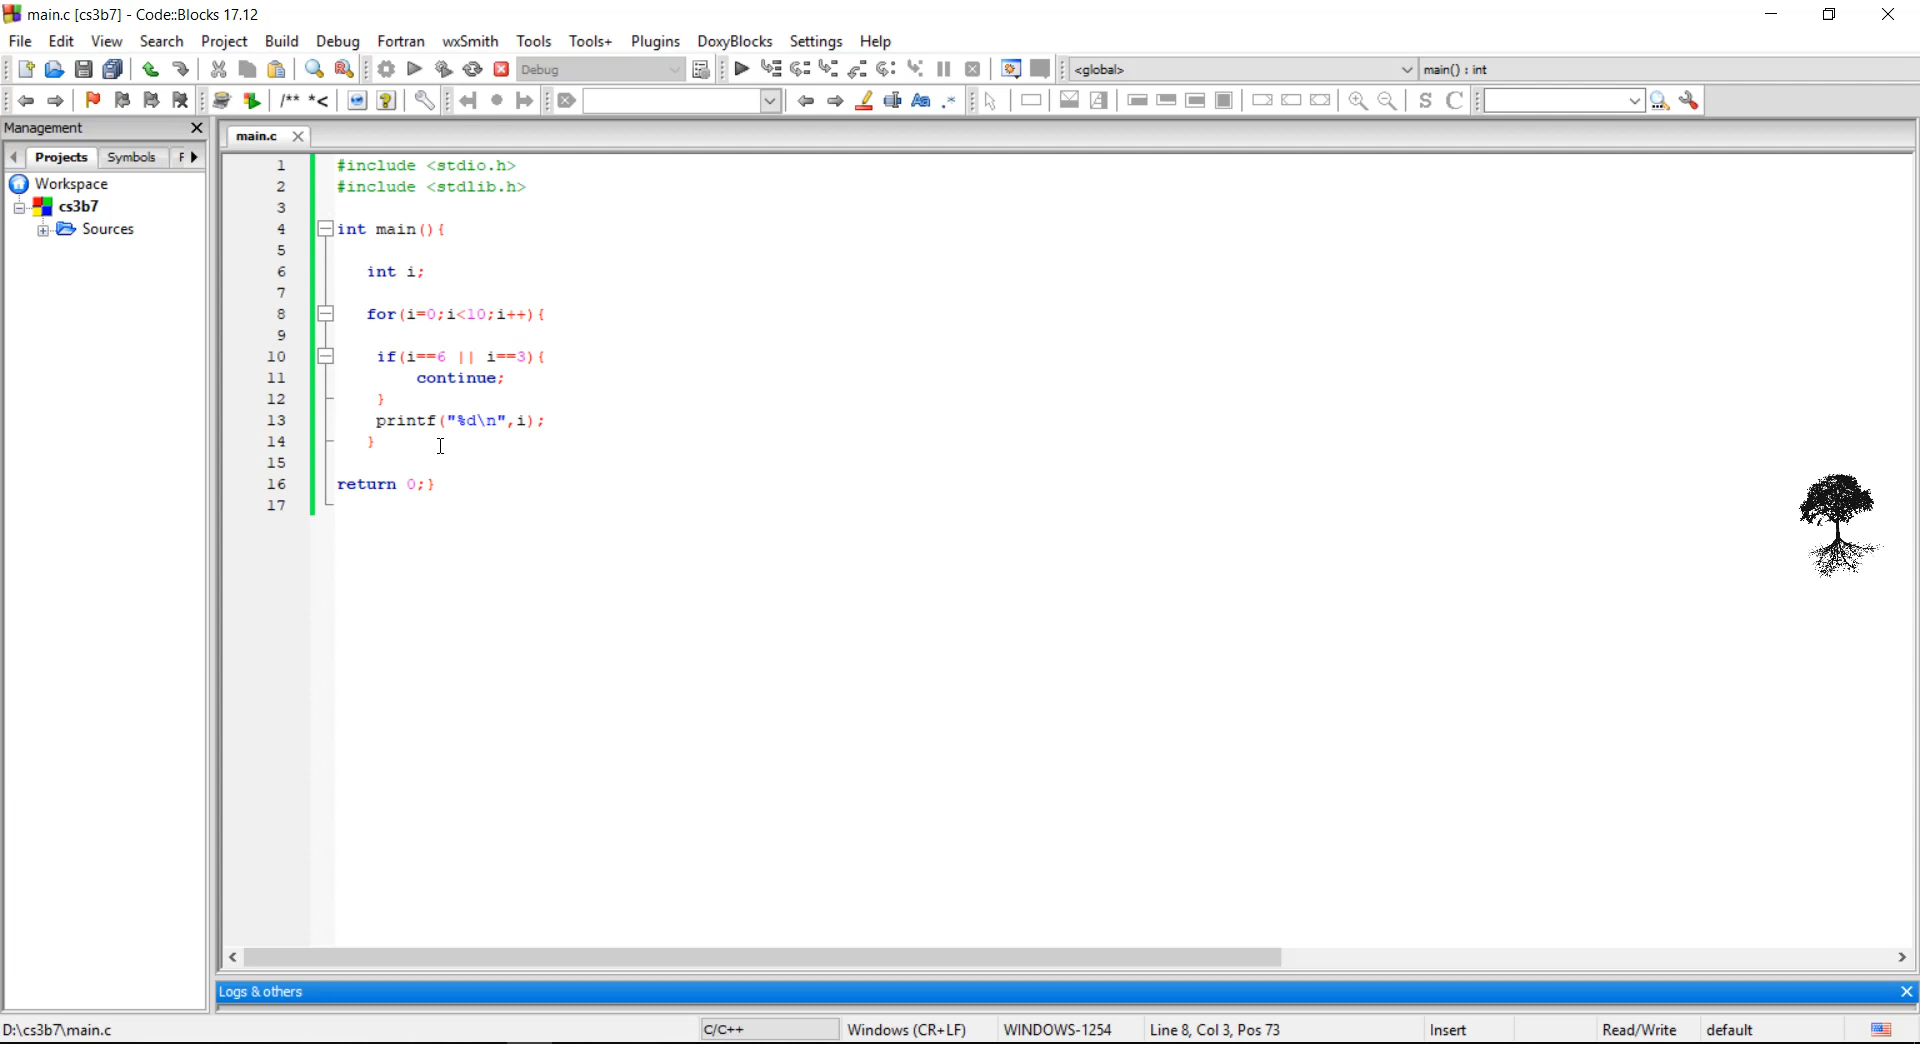 main.c [cs3b7] - Code::Blocks 17.12
File Edit View Search Project Build Debug Fortran wxSmith Tools Tools+ Plugins DoxyBlocks Settings Help
Debug <global> main() : int
/** *< Aa .* S C
Management
main.c
Projects Symbols F
Workspace
cs3b7
Sources
1 #include <stdio.h>
2 #include <stdlib.h>
3
4 int main(){
5
6 int i;
7
8 for(i=0;i<10;i++){
9
10 if(i==6 || i==3){
11 continue;
12 }
13 printf("%d\n",i);
14 }
15
16 return 0;}
17
Logs & others
D:\cs3b7\main.c C/C++ Windows (CR+LF) WINDOWS-1254 Line 8, Col 3, Pos 73 Insert Read/Write default